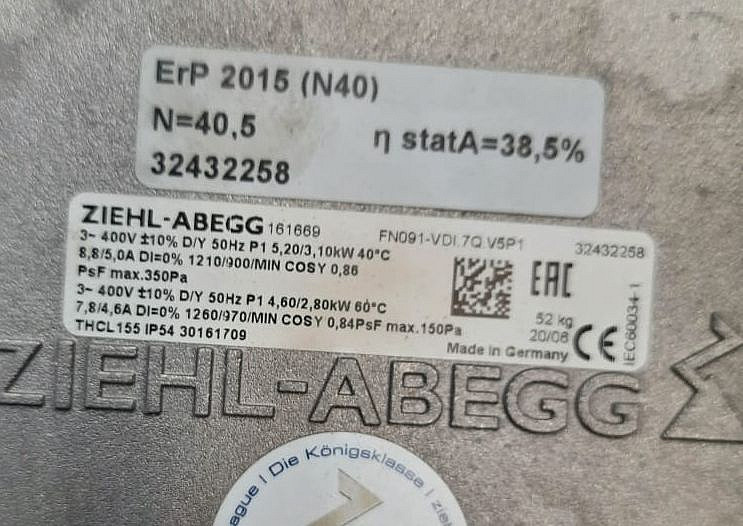 ErP 2015 (N40)
N=40,5
η statA=38,5%
32432258
ZIEHL-ABEGG 161669 FN091-VDI.7Q.V5P1 32432258
3~ 400V ±10% D/Y 50Hz P1 5,20/3,10kW 40°C
8,8/5,0A DI=0% 1210/900/MIN COSY 0,86
PsF max.350Pa
3~ 400V ±10% D/Y 50Hz P1 4,60/2,80kW 60°C
7,8/4,6A DI=0% 1260/970/MIN COSY 0,84PsF max.150Pa
THCL155 IP54 30161709
EAC
52 kg
20/06
Made in Germany
CE
IEC60034-1
ZIEHL-ABEGG
ague | Die Königsklasse | zie